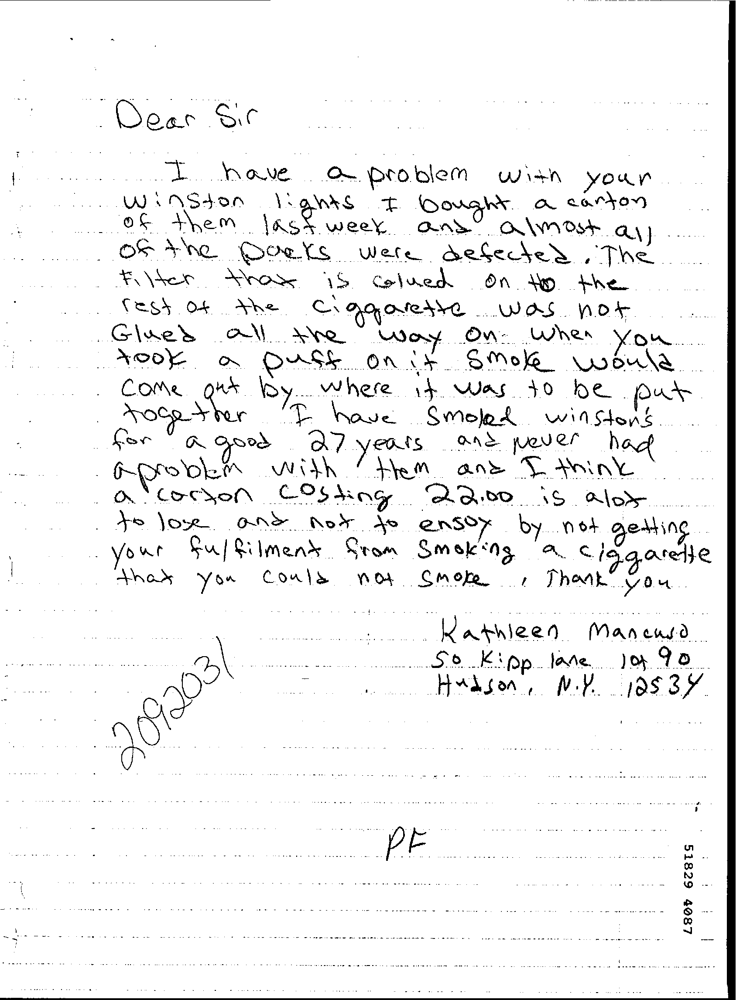 Dear Sir
I have a problem with your
winston lights I bought a carton
of them last week and almost all
of the packs were defected. The
Filter that is Galued on to the
rest of the ciggarette was not
Glued all the way on. When you
took a puff on it Smoke would
come out by where it was to be put
together I have Smoked winston's
for a good 27 years and never had
a problem with them and I think
a carton costing 22.00 is alot
to lose and not to ensoy by not getting
your fulfilment from Smoking a ciggarette
that you could not smoke, Thank you
Kathleen Mancuso
50 Kipp lane lot 90
Hudson, N.Y. 12534
2092031
PF
51829 4087